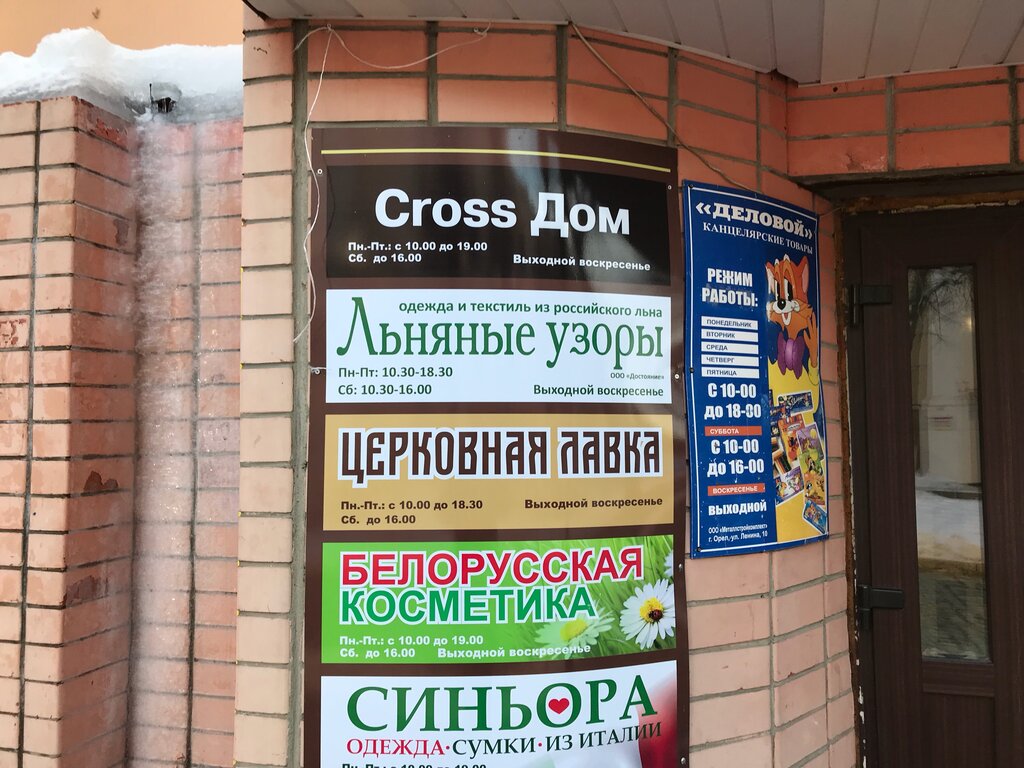 Cross Дом
Пн.-Пт.: с 10.00 до 19.00
Сб. до 16.00
Выходной воскресенье
одежда и текстиль из российского льна
Льняные узоры
ООО «Достояние»
Пн-Пт: 10.30-18.30
Сб: 10.30-16.00
Выходной воскресенье
ЦЕРКОВНАЯ ЛАВКА
Пн.-Пт.: с 10.00 до 18.30
Сб. до 16.00
Выходной воскресенье
БЕЛОРУССКАЯ
КОСМЕТИКА
Пн.-Пт.: с 10.00 до 19.00
Сб. до 16.00 Выходной воскресенье
СИНЬОРА
ОДЕЖДА·СУМКИ·ИЗ ИТАЛИИ
«ДЕЛОВОЙ»
КАНЦЕЛЯРСКИЕ ТОВАРЫ
РЕЖИМ
РАБОТЫ:
ПОНЕДЕЛЬНИК
ВТОРНИК
СРЕДА
ЧЕТВЕРГ
ПЯТНИЦА
С 10-00
до 18-00
СУББОТА
С 10-00
до 16-00
ВОСКРЕСЕНЬЕ
ВЫХОДНОЙ
ООО «Металлстройкомплект»
г. Орел, ул. Ленина, 10